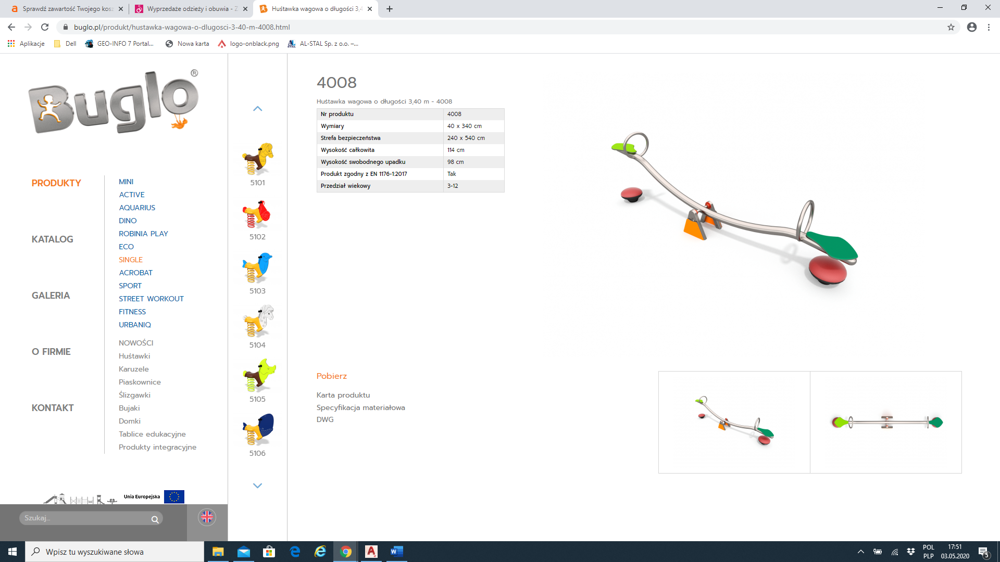 Sprawdź zawartość Twojego kosz
Wyprzedaże odzieży i obuwia - Z
Huśtawka wagowa o długości 3,4
buglo.pl/produkt/hustawka-wagowa-o-dlugosci-3-40-m-4008.html
Aplikacje
Dell
GEO-INFO 7 Portal...
Nowa karta
logo-onblack.png
AL-STAL Sp. z o.o. –...
Buglo ®
PRODUKTY
KATALOG
GALERIA
O FIRMIE
KONTAKT
MINI
ACTIVE
AQUARIUS
DINO
ROBINIA PLAY
ECO
SINGLE
ACROBAT
SPORT
STREET WORKOUT
FITNESS
URBANIQ
NOWOŚCI
Huśtawki
Karuzele
Piaskownice
Ślizgawki
Bujaki
Domki
Tablice edukacyjne
Produkty integracyjne
Unia Europejska
Szukaj...
5101
5102
5103
5104
5105
5106
4008
Huśtawka wagowa o długości 3,40 m - 4008
Nr produktu 4008
Wymiary 40 x 340 cm
Strefa bezpieczeństwa 240 x 540 cm
Wysokość całkowita 114 cm
Wysokość swobodnego upadku 98 cm
Produkt zgodny z EN 1176-1:2017 Tak
Przedział wiekowy 3-12
Pobierz
Karta produktu
Specyfikacja materiałowa
DWG
Wpisz tu wyszukiwane słowa
POL
PLP
17:51
03.05.2020
5